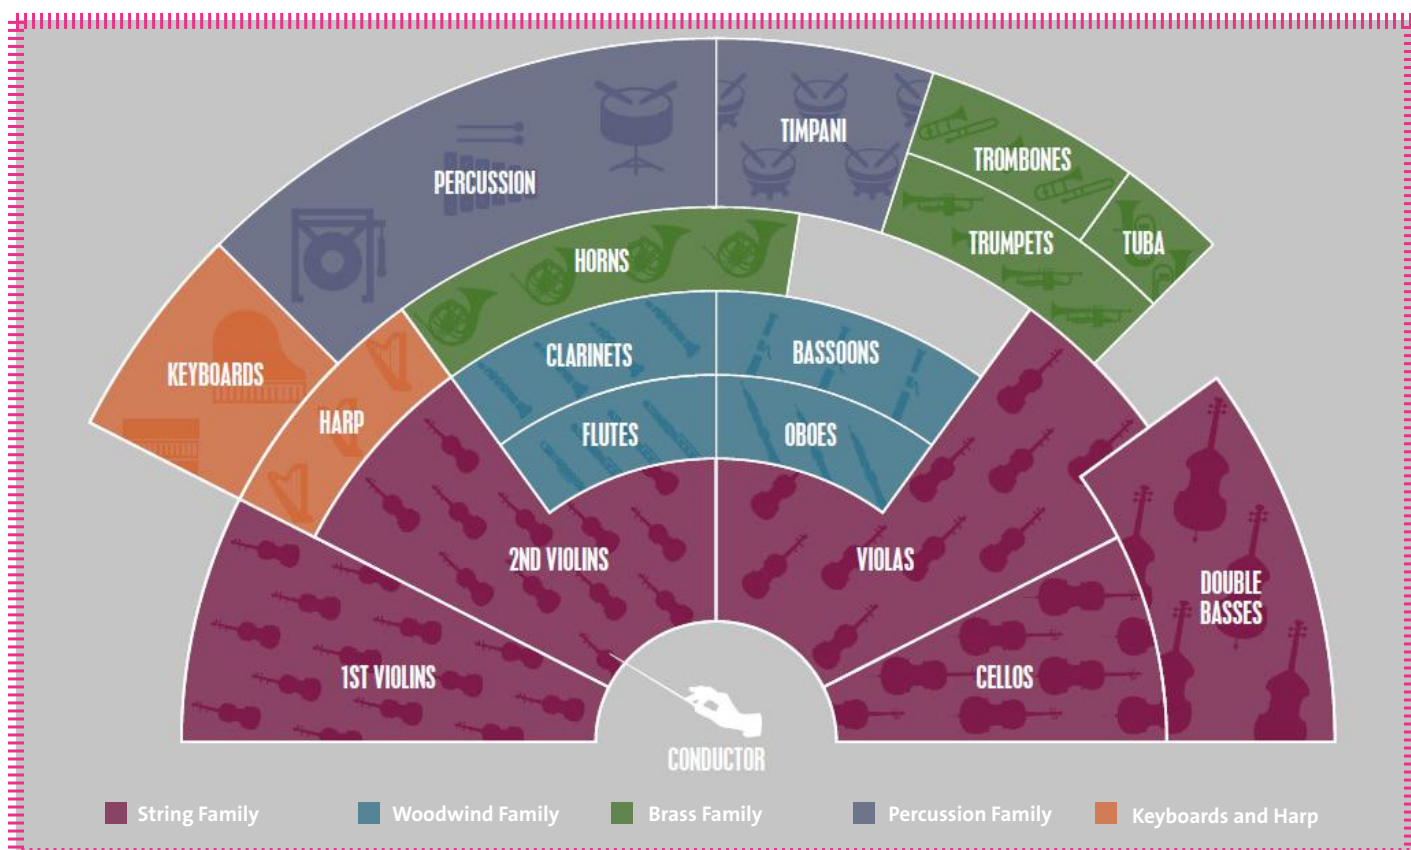 TIMPANI
TROMBONES
PERCUSSION
TRUMPETS
TUBA
HORNS
CLARINETS
BASSOONS
KEYBOARDS
HARP
FLUTES
OBOES
2ND VIOLINS
VIOLAS
DOUBLE
BASSES
1ST VIOLINS
CELLOS
CONDUCTOR
String Family
Woodwind Family
Brass Family
Percussion Family
Keyboards and Harp